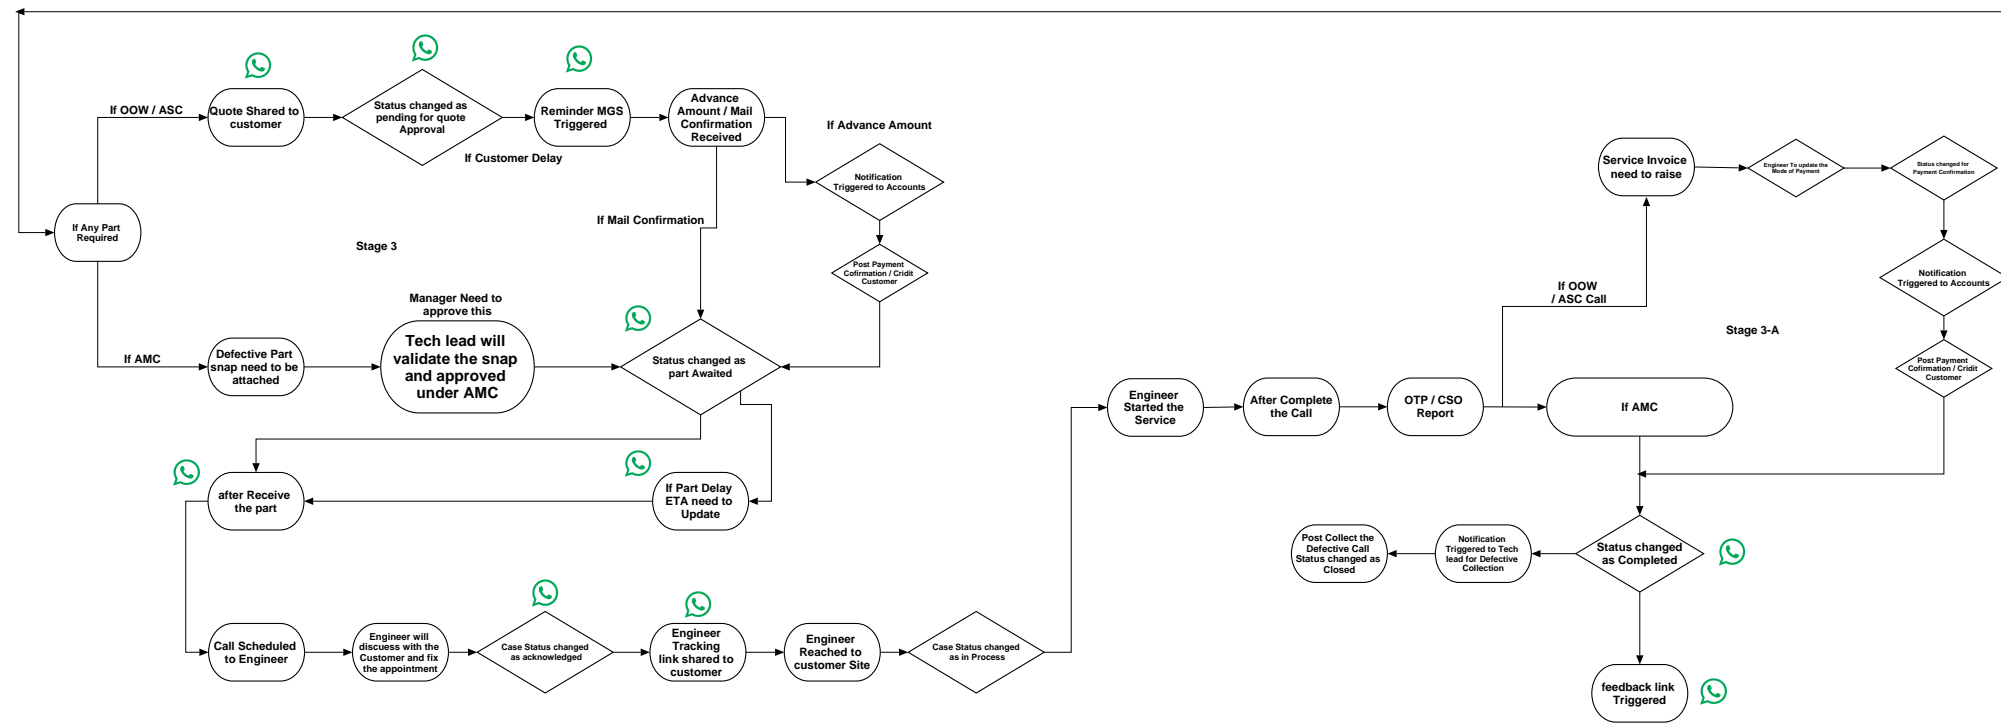 If OOW / ASC
Quote Shared to
customer
Status changed as
pending for quote
Approval
If Customer Delay
Reminder MGS
Triggered
Advance
Amount / Mail
Confirmation
Received
If Advance Amount
Notification
Triggered to Accounts
If Mail Confirmation
Post Payment
Cofirmation / Cridit
Customer
If Any Part
Required
Stage 3
If AMC
Defective Part
snap need to be
attached
Manager Need to
approve this
Tech lead will
validate the snap
and approved
under AMC
Status changed as
part Awaited
after Receive
the part
If Part Delay
ETA need to
Update
Call Scheduled
to Engineer
Engineer will
discuess with the
Customer and fix
the appointment
Case Status changed
as acknowledged
Engineer
Tracking
link shared to
customer
Engineer
Reached to
customer Site
Case Status changed
as in Process
Engineer
Started the
Service
After Complete
the Call
OTP / CSO
Report
If OOW
/ ASC Call
If AMC
Service Invoice
need to raise
Engineer To update the
Mode of Payment
Status changed for
Payment Confirmation
Notification
Triggered to Accounts
Stage 3-A
Post Payment
Cofirmation / Cridit
Customer
Status changed
as Completed
Notification
Triggered to Tech
lead for Defective
Collection
Post Collect the
Defective Call
Status changed as
Closed
feedback link
Triggered